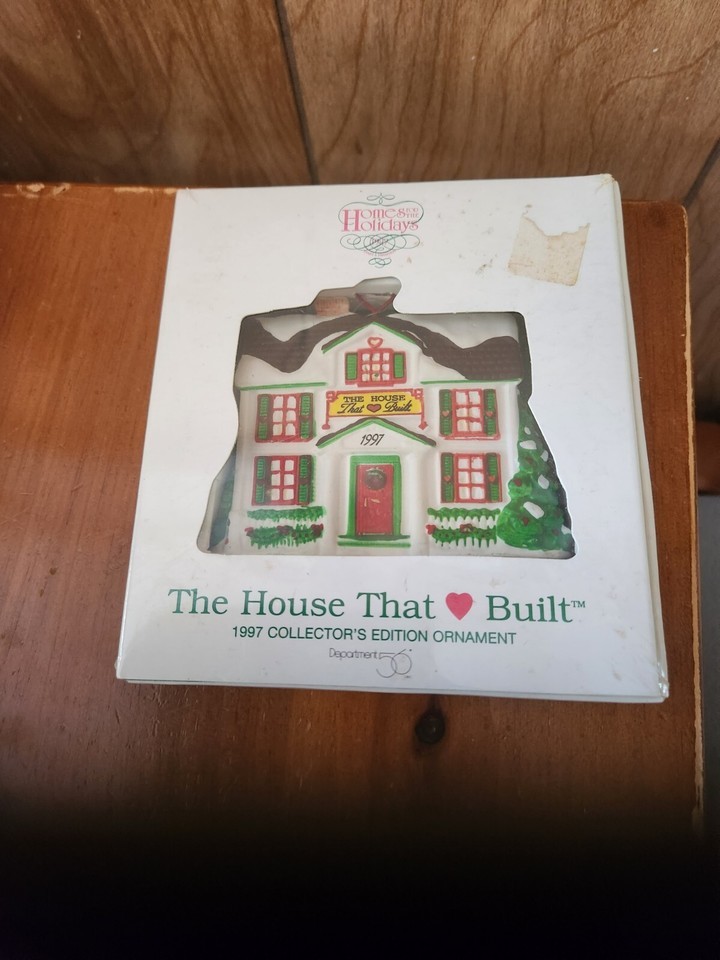 Homes FOR THE
Holidays
THE HOUSE
That ♥ Built
1997
The House That ♥ Built™
1997 COLLECTOR'S EDITION ORNAMENT
Department 56®